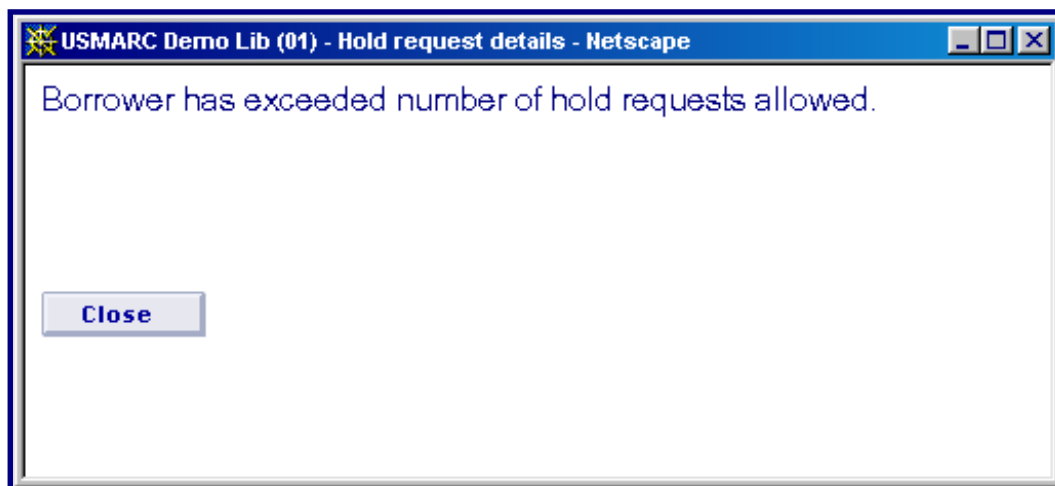 USMARC Demo Lib (01) - Hold request details - Netscape
Borrower has exceeded number of hold requests allowed.
Close